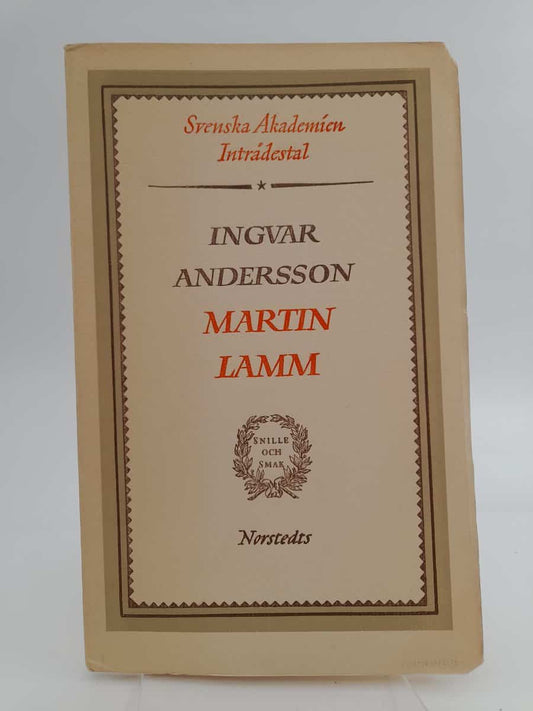 Svenska Akademien
Inträdestal
INGVAR
ANDERSSON
MARTIN
LAMM
SNILLE
OCH
SMAK
Norstedts